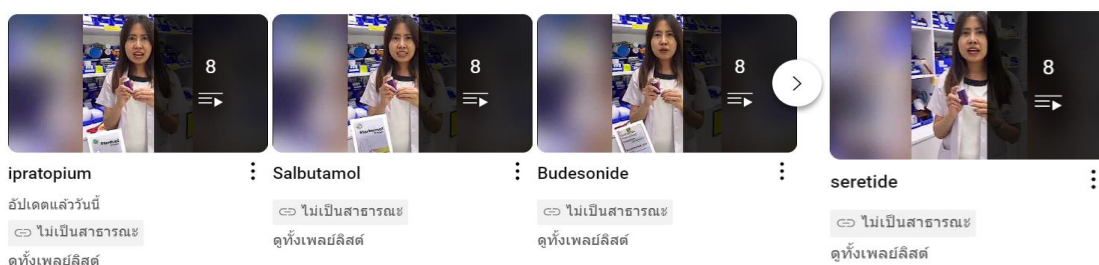 8
ipratopium
อัปเดตแล้ววันนี้
ไม่เป็นสาธารณะ
ดูทั้งเพลย์ลิสต์
8
Salbutamol
ไม่เป็นสาธารณะ
ดูทั้งเพลย์ลิสต์
8
Budesonide
ไม่เป็นสาธารณะ
ดูทั้งเพลย์ลิสต์
8
seretide
ไม่เป็นสาธารณะ
ดูทั้งเพลย์ลิสต์